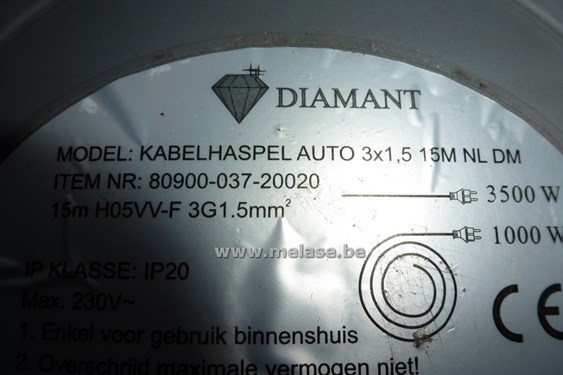 DIAMANT
MODEL: KABELHASPEL AUTO 3x1,5 15M NL DM
ITEM NR: 80900-037-20020
3500 W
15m H05VV-F 3G1.5mm²
1000 W
www.melase.be
IP KLASSE: IP20
Max. 230V~
CE
1. Enkel voor gebruik binnenshuis
2. Overschrijd maximale vermogen niet!